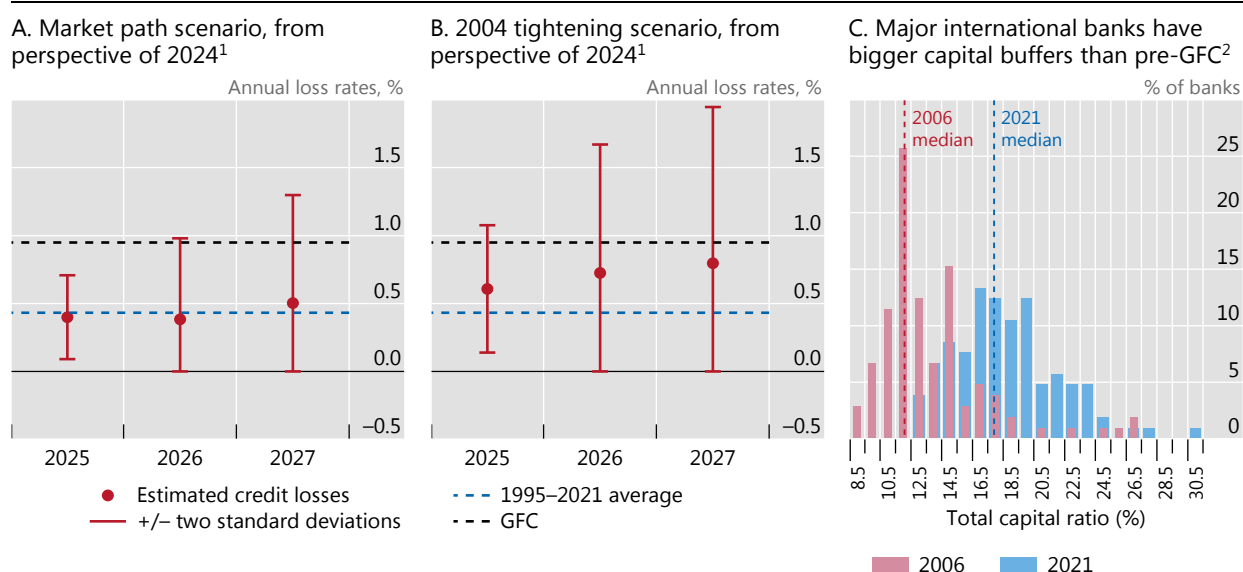 A. Market path scenario, from
perspective of 2024¹
Annual loss rates, %
1.5
1.0
0.5
0.0
–0.5
2025 2026 2027
B. 2004 tightening scenario, from
perspective of 2024¹
Annual loss rates, %
1.5
1.0
0.5
0.0
–0.5
2025 2026 2027
Estimated credit losses
+/– two standard deviations
1995–2021 average
GFC
C. Major international banks have
bigger capital buffers than pre-GFC²
% of banks
2006
median
2021
median
25
20
15
10
5
0
8.5 10.5 12.5 14.5 16.5 18.5 20.5 22.5 24.5 26.5 28.5 30.5
Total capital ratio (%)
2006 2021